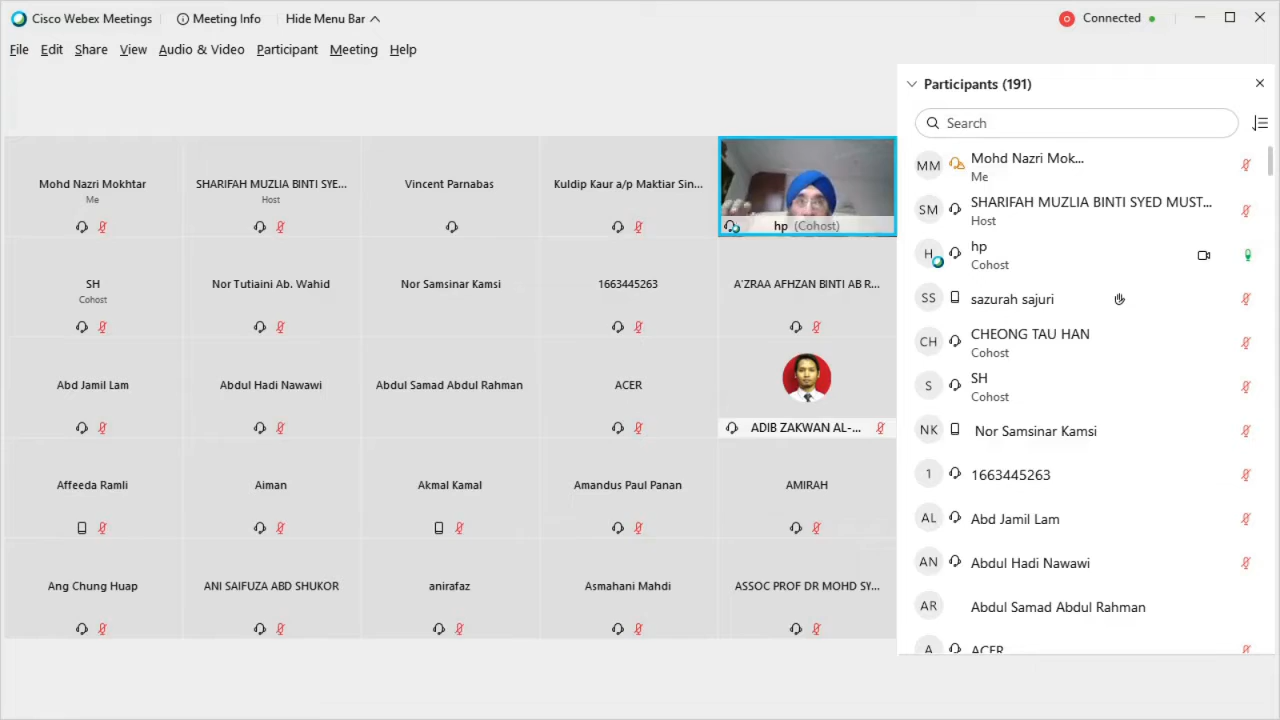 Cisco Webex Meetings
Meeting Info
Hide Menu Bar
Connected
File Edit Share View Audio & Video Participant Meeting Help
Mohd Nazri Mokhtar
Me
SHARIFAH MUZLIA BINTI SYE...
Host
Vincent Parnabas
Kuldip Kaur a/p Maktiar Sin...
hp (Cohost)
SH
Cohost
Nor Tutiaini Ab. Wahid
Nor Samsinar Kamsi
1663445263
A'ZRAA AFHZAN BINTI AB R...
Abd Jamil Lam
Abdul Hadi Nawawi
Abdul Samad Abdul Rahman
ACER
ADIB ZAKWAN AL-...
Affeeda Ramli
Aiman
Akmal Kamal
Amandus Paul Panan
AMIRAH
Ang Chung Huap
ANI SAIFUZA ABD SHUKOR
anirafaz
Asmahani Mahdi
ASSOC PROF DR MOHD SY...
Participants (191)
Search
MM
Mohd Nazri Mok...
Me
SM
SHARIFAH MUZLIA BINTI SYED MUST...
Host
H
hp
Cohost
SS
sazurah sajuri
CH
CHEONG TAU HAN
Cohost
S
SH
Cohost
NK
Nor Samsinar Kamsi
1
1663445263
AL
Abd Jamil Lam
AN
Abdul Hadi Nawawi
AR
Abdul Samad Abdul Rahman
A
ACER